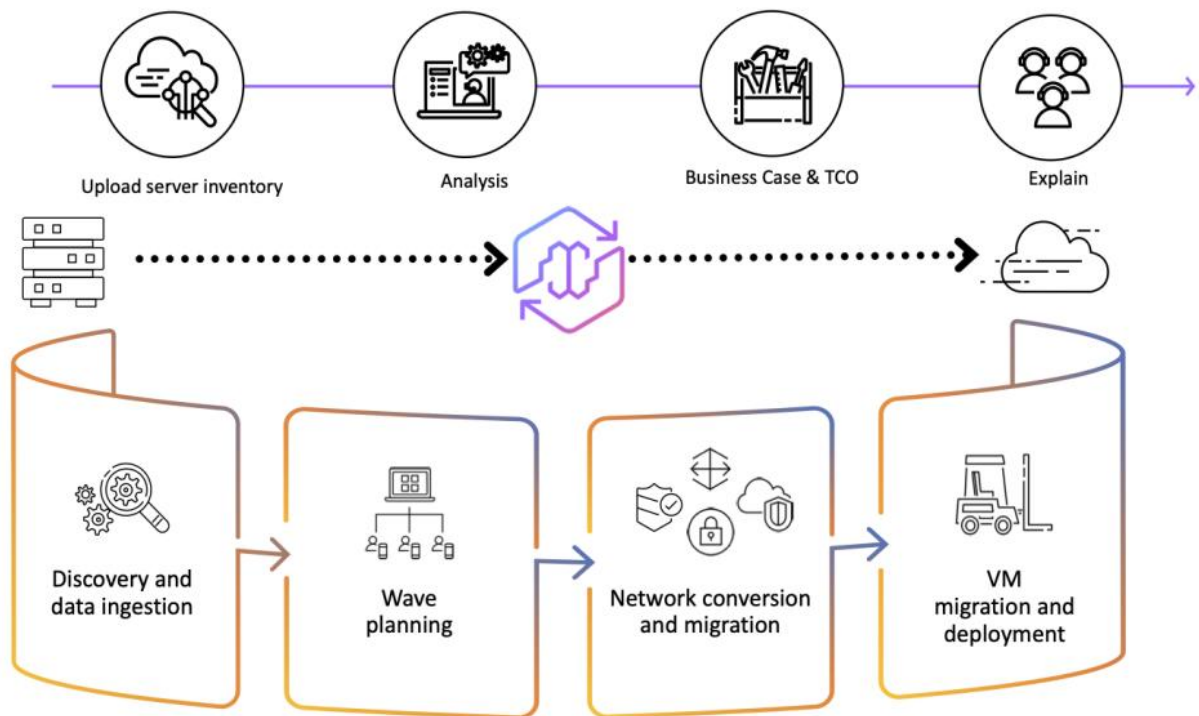 Upload server inventory
Analysis
Business Case & TCO
Explain
Discovery and
data ingestion
Wave
planning
Network conversion
and migration
VM
migration and
deployment